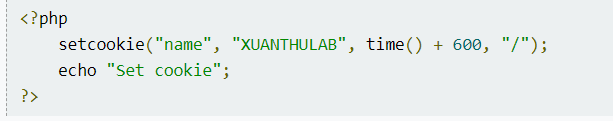 <?php
    setcookie("name", "XUANTHULAB", time() + 600, "/");
    echo "Set cookie";
?>